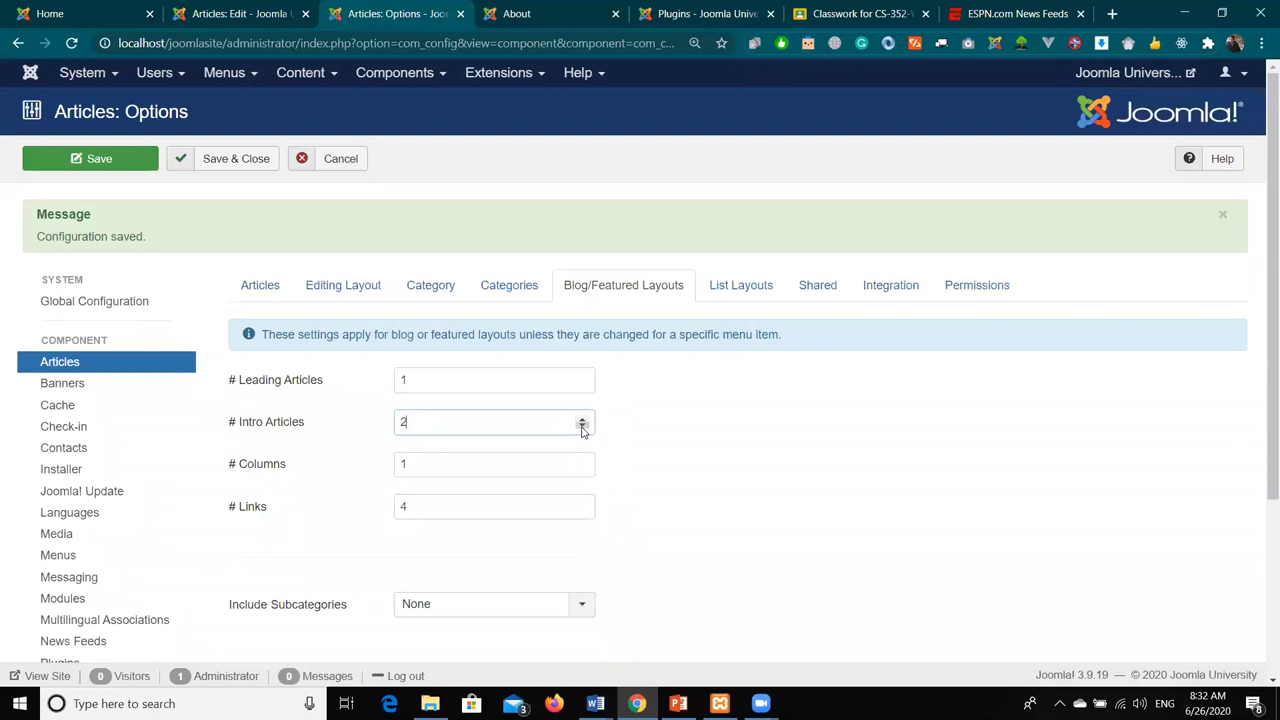 Home
Articles: Edit - Joomla U
Articles: Options - Joo
About
Plugins - Joomla Unive
Classwork for CS-352-
ESPN.com News Feeds
localhost/joomlasite/administrator/index.php?option=com_config&view=component&component=com_c...
System
Users
Menus
Content
Components
Extensions
Help
Joomla Univers...
Articles: Options
Joomla!®
Save
Save & Close
Cancel
Help
Message
Configuration saved.
SYSTEM
Global Configuration
COMPONENT
Articles
Banners
Cache
Check-in
Contacts
Installer
Joomla! Update
Languages
Media
Menus
Messaging
Modules
Multilingual Associations
News Feeds
Plugins
Articles
Editing Layout
Category
Categories
Blog/Featured Layouts
List Layouts
Shared
Integration
Permissions
These settings apply for blog or featured layouts unless they are changed for a specific menu item.
# Leading Articles
1
# Intro Articles
2
# Columns
1
# Links
4
Include Subcategories
None
View Site
0 Visitors
1 Administrator
0 Messages
Log out
Joomla! 3.9.19 — © 2020 Joomla University
Type here to search
3
8:32 AM
6/26/2020
8